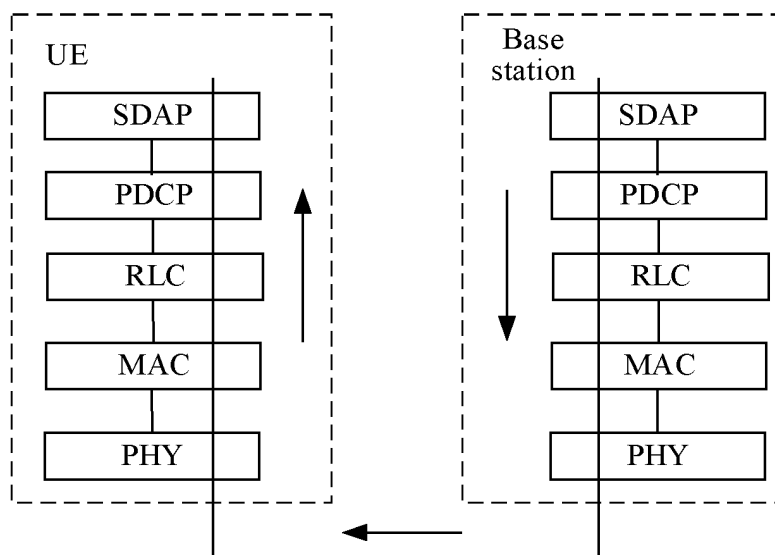 UE
SDAP
PDCP
RLC
MAC
PHY
Base
station
SDAP
PDCP
RLC
MAC
PHY